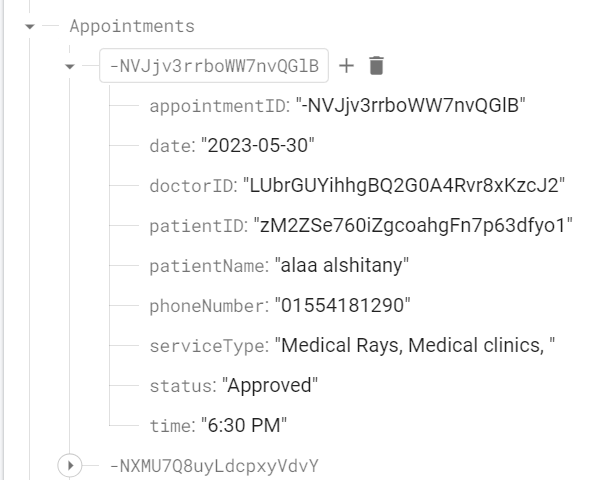 Appointments
-NVJjv3rrboWW7nvQGlB
appointmentID: "-NVJjv3rrboWW7nvQGlB"
date: "2023-05-30"
doctorID: "LUbrGUYihhgBQ2G0A4Rvr8xKzcJ2"
patientID: "zM2ZSe760iZgcoahgFn7p63dfyo1"
patientName: "alaa alshitany"
phoneNumber: "01554181290"
serviceType: "Medical Rays, Medical clinics, "
status: "Approved"
time: "6:30 PM"
-NXMU7Q8uyLdcpxyVdvY